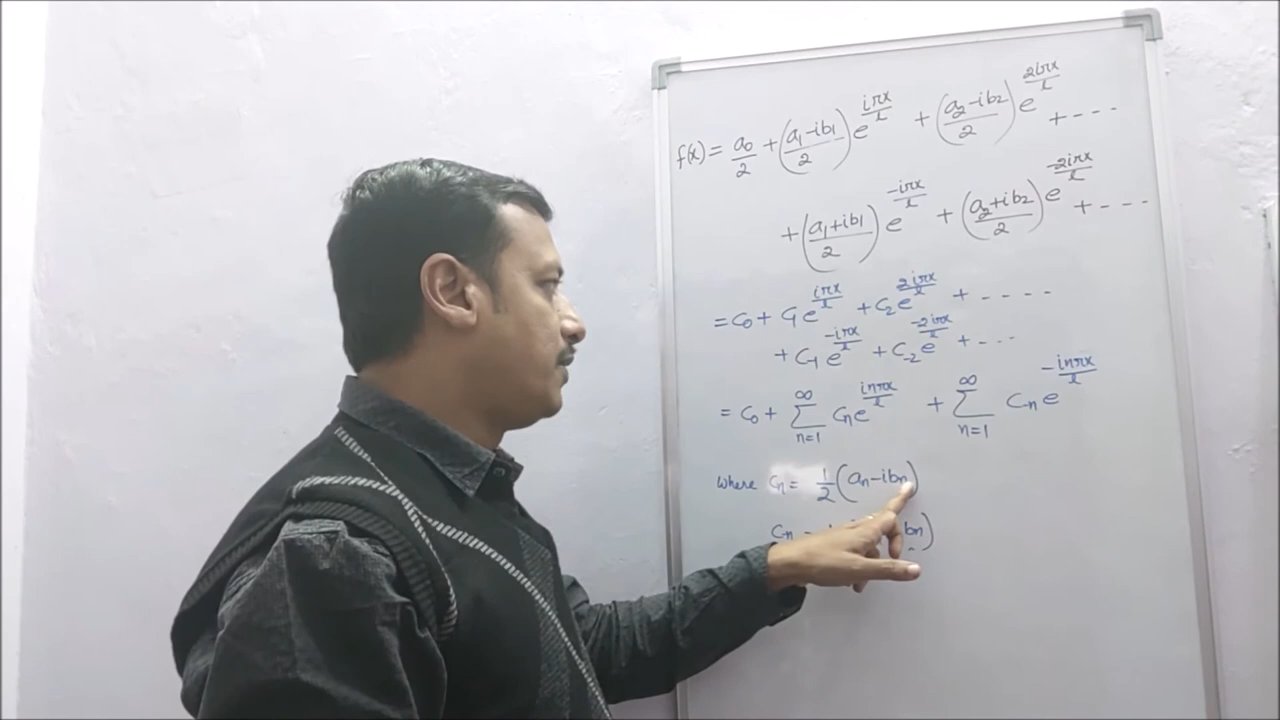 f(x) = a0/2 + ((a1-ib1)/2) e^(iπx/l) + ((a2-ib2)/2) e^(2iπx/l) + ----
+ ((a1+ib1)/2) e^(-iπx/l) + ((a2+ib2)/2) e^(-2iπx/l) + ----
= c0 + c1 e^(iπx/l) + c2 e^(2iπx/l) + ----
+ c-1 e^(-iπx/l) + c-2 e^(-2iπx/l) + ---
= c0 + ∑_{n=1}^{∞} cn e^(inπx/l) + ∑_{n=1}^{∞} c-n e^(-inπx/l)
where cn = 1/2 (an-ibn)
c-n = bn)